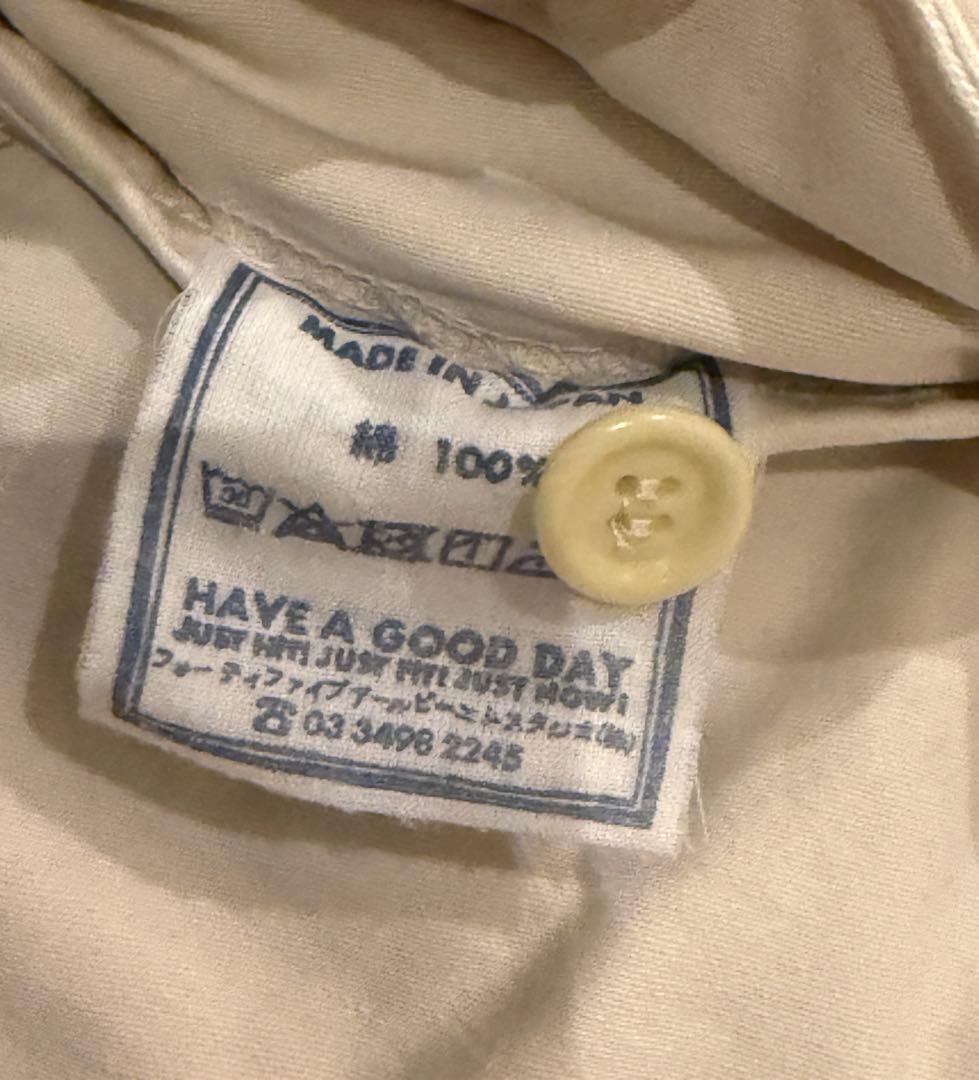 MADE IN JAPAN
綿 100%
HAVE A GOOD DAY
JUST HIT! JUST HIT! JUST NOW!
フォーティファイブアールピーエムスタジオ(株)
☎ 03 3498 2245